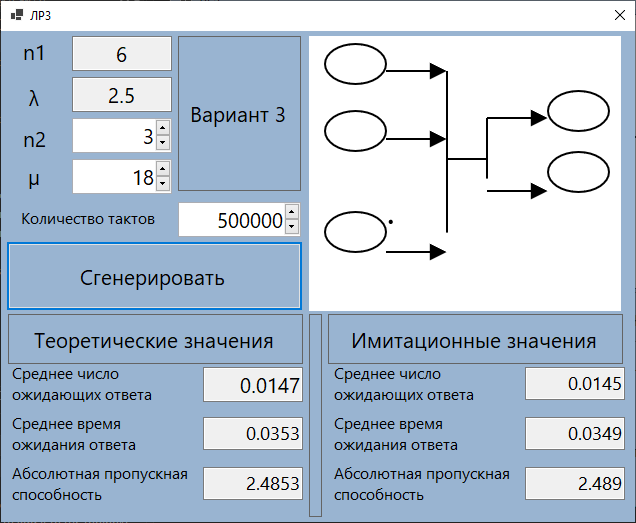 ЛР3
n1
6
λ
2.5
n2
3
μ
18
Вариант 3
Количество тактов
500000
Сгенерировать
Теоретические значения
Среднее число
ожидающих ответа
0.0147
Среднее время
ожидания ответа
0.0353
Абсолютная пропускная
способность
2.4853
Имитационные значения
Среднее число
ожидающих ответа
0.0145
Среднее время
ожидания ответа
0.0349
Абсолютная пропускная
способность
2.489